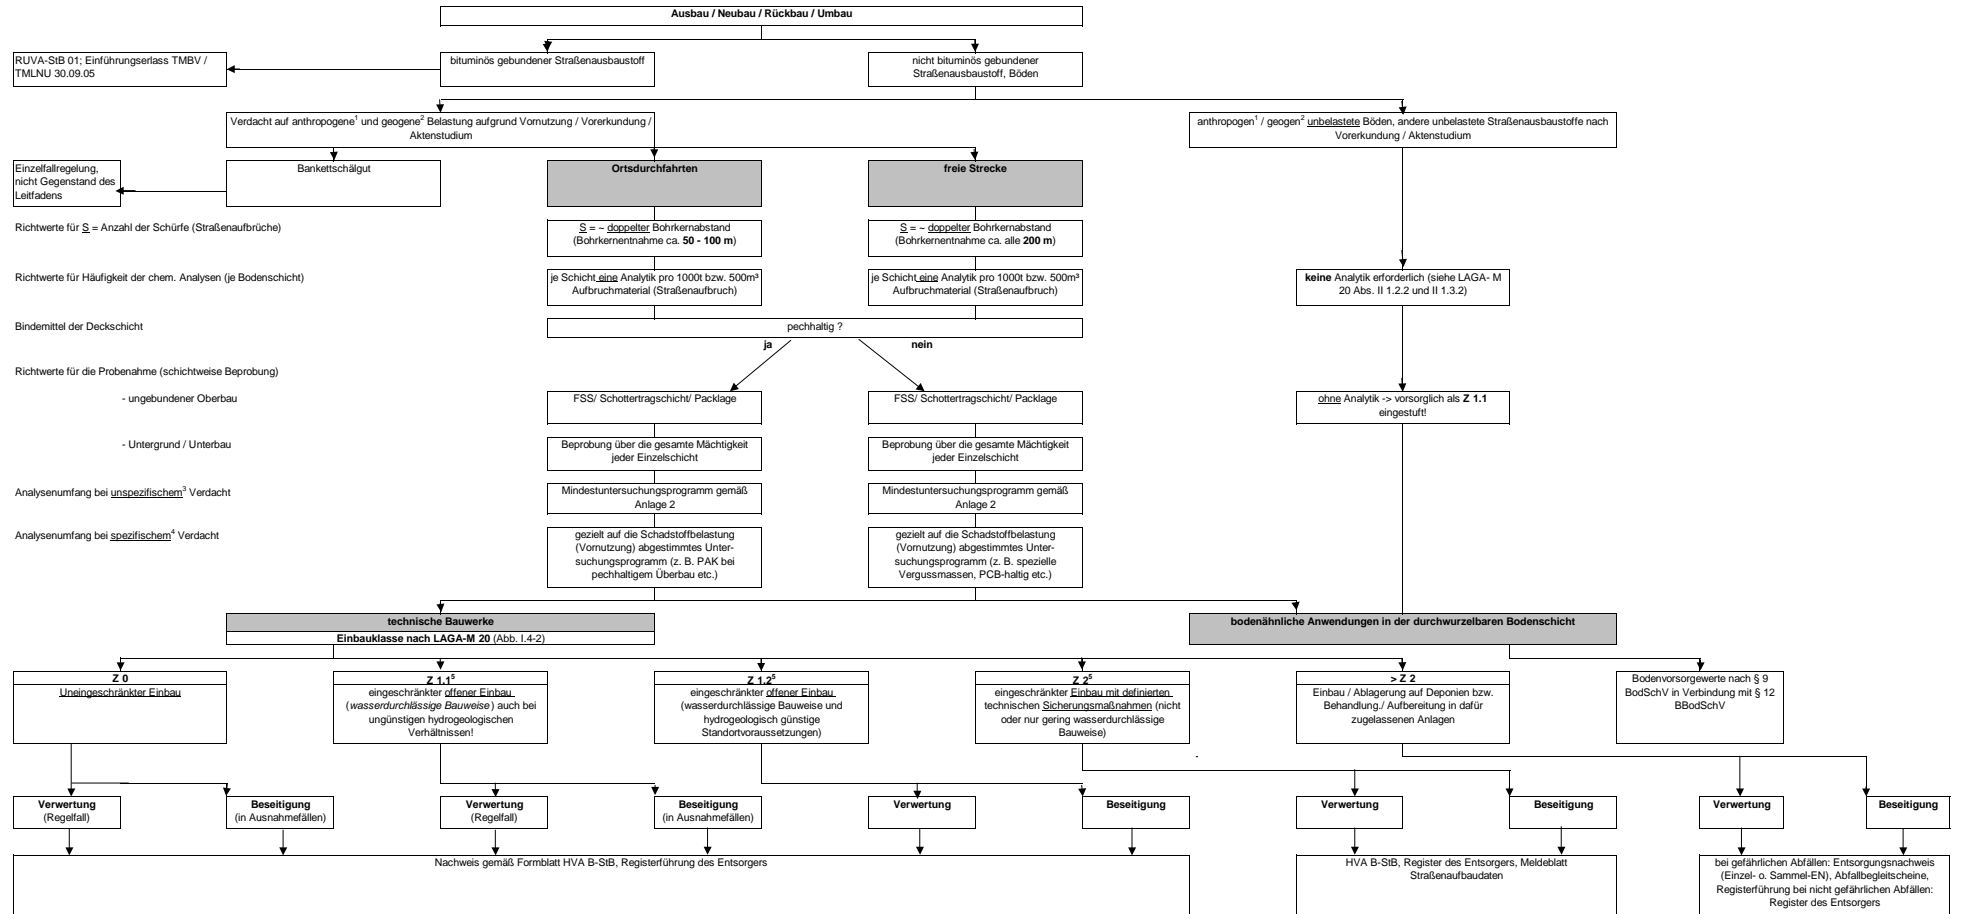 Ausbau / Neubau / Rückbau / Umbau
RUVA-StB 01; Einführungserlass TMBV /
TMLNU 30.09.05
bituminös gebundener Straßenausbaustoff
nicht bituminös gebundener
Straßenausbaustoff, Böden
Verdacht auf anthropogene¹ und geogene² Belastung aufgrund Vornutzung / Vorerkundung /
Aktenstudium
anthropogen¹ / geogen² unbelastete Böden, andere unbelastete Straßenausbaustoffe nach
Vorerkundung / Aktenstudium
Einzelfallregelung,
nicht Gegenstand des
Leitfadens
Bankettschälgut
Ortsdurchfahrten
freie Strecke
Richtwerte für S = Anzahl der Schürfe (Straßenaufbrüche)
S = ~ doppelter Bohrkernabstand
(Bohrkernentnahme ca. 50 - 100 m)
S = ~ doppelter Bohrkernabstand
(Bohrkernentnahme ca. alle 200 m)
Richtwerte für Häufigkeit der chem. Analysen (je Bodenschicht)
je Schicht eine Analytik pro 1000t bzw. 500m³
Aufbruchmaterial (Straßenaufbruch)
je Schicht eine Analytik pro 1000t bzw. 500m³
Aufbruchmaterial (Straßenaufbruch)
keine Analytik erforderlich (siehe LAGA- M
20 Abs. II 1.2.2 und II 1.3.2)
Bindemittel der Deckschicht
pechhaltig ?
ja
nein
Richtwerte für die Probenahme (schichtweise Beprobung)
- ungebundener Oberbau
FSS/ Schottertragschicht/ Packlage
FSS/ Schottertragschicht/ Packlage
ohne Analytik -> vorsorglich als Z 1.1
eingestuft!
- Untergrund / Unterbau
Beprobung über die gesamte Mächtigkeit
jeder Einzelschicht
Beprobung über die gesamte Mächtigkeit
jeder Einzelschicht
Analysenumfang bei unspezifischem³ Verdacht
Mindestuntersuchungsprogramm gemäß
Anlage 2
Mindestuntersuchungsprogramm gemäß
Anlage 2
Analysenumfang bei spezifischem⁴ Verdacht
gezielt auf die Schadstoffbelastung
(Vornutzung) abgestimmtes Unter-
suchungsprogramm (z. B. PAK bei
pechhaltigem Überbau etc.)
gezielt auf die Schadstoffbelastung
(Vornutzung) abgestimmtes Unter-
suchungsprogramm (z. B. spezielle
Vergussmassen, PCB-haltig etc.)
technische Bauwerke
Einbauklasse nach LAGA-M 20 (Abb. I.4-2)
bodenähnliche Anwendungen in der durchwurzelbaren Bodenschicht
Z 0
Uneingeschränkter Einbau
Z 1.1⁵
eingeschränkter offener Einbau
(wasserdurchlässige Bauweise) auch bei
ungünstigen hydrogeologischen
Verhältnissen!
Z 1.2⁵
eingeschränkter offener Einbau
(wasserdurchlässige Bauweise und
hydrogeologisch günstige
Standortvoraussetzungen)
Z 2⁵
eingeschränkter Einbau mit definierten
technischen Sicherungsmaßnahmen (nicht
oder nur gering wasserdurchlässige
Bauweise)
> Z 2
Einbau / Ablagerung auf Deponien bzw.
Behandlung./ Aufbereitung in dafür
zugelassenen Anlagen
Bodenvorsorgewerte nach § 9
BodSchV in Verbindung mit § 12
BBodSchV
Verwertung
(Regelfall)
Beseitigung
(in Ausnahmefällen)
Verwertung
(Regelfall)
Beseitigung
(in Ausnahmefällen)
Verwertung
Beseitigung
Verwertung
Beseitigung
Verwertung
Beseitigung
Nachweis gemäß Formblatt HVA B-StB, Registerführung des Entsorgers
HVA B-StB, Register des Entsorgers, Meldeblatt
Straßenaufbaudaten
bei gefährlichen Abfällen: Entsorgungsnachweis
(Einzel- o. Sammel-EN), Abfallbegleitscheine,
Registerführung bei nicht gefährlichen Abfällen:
Register des Entsorgers